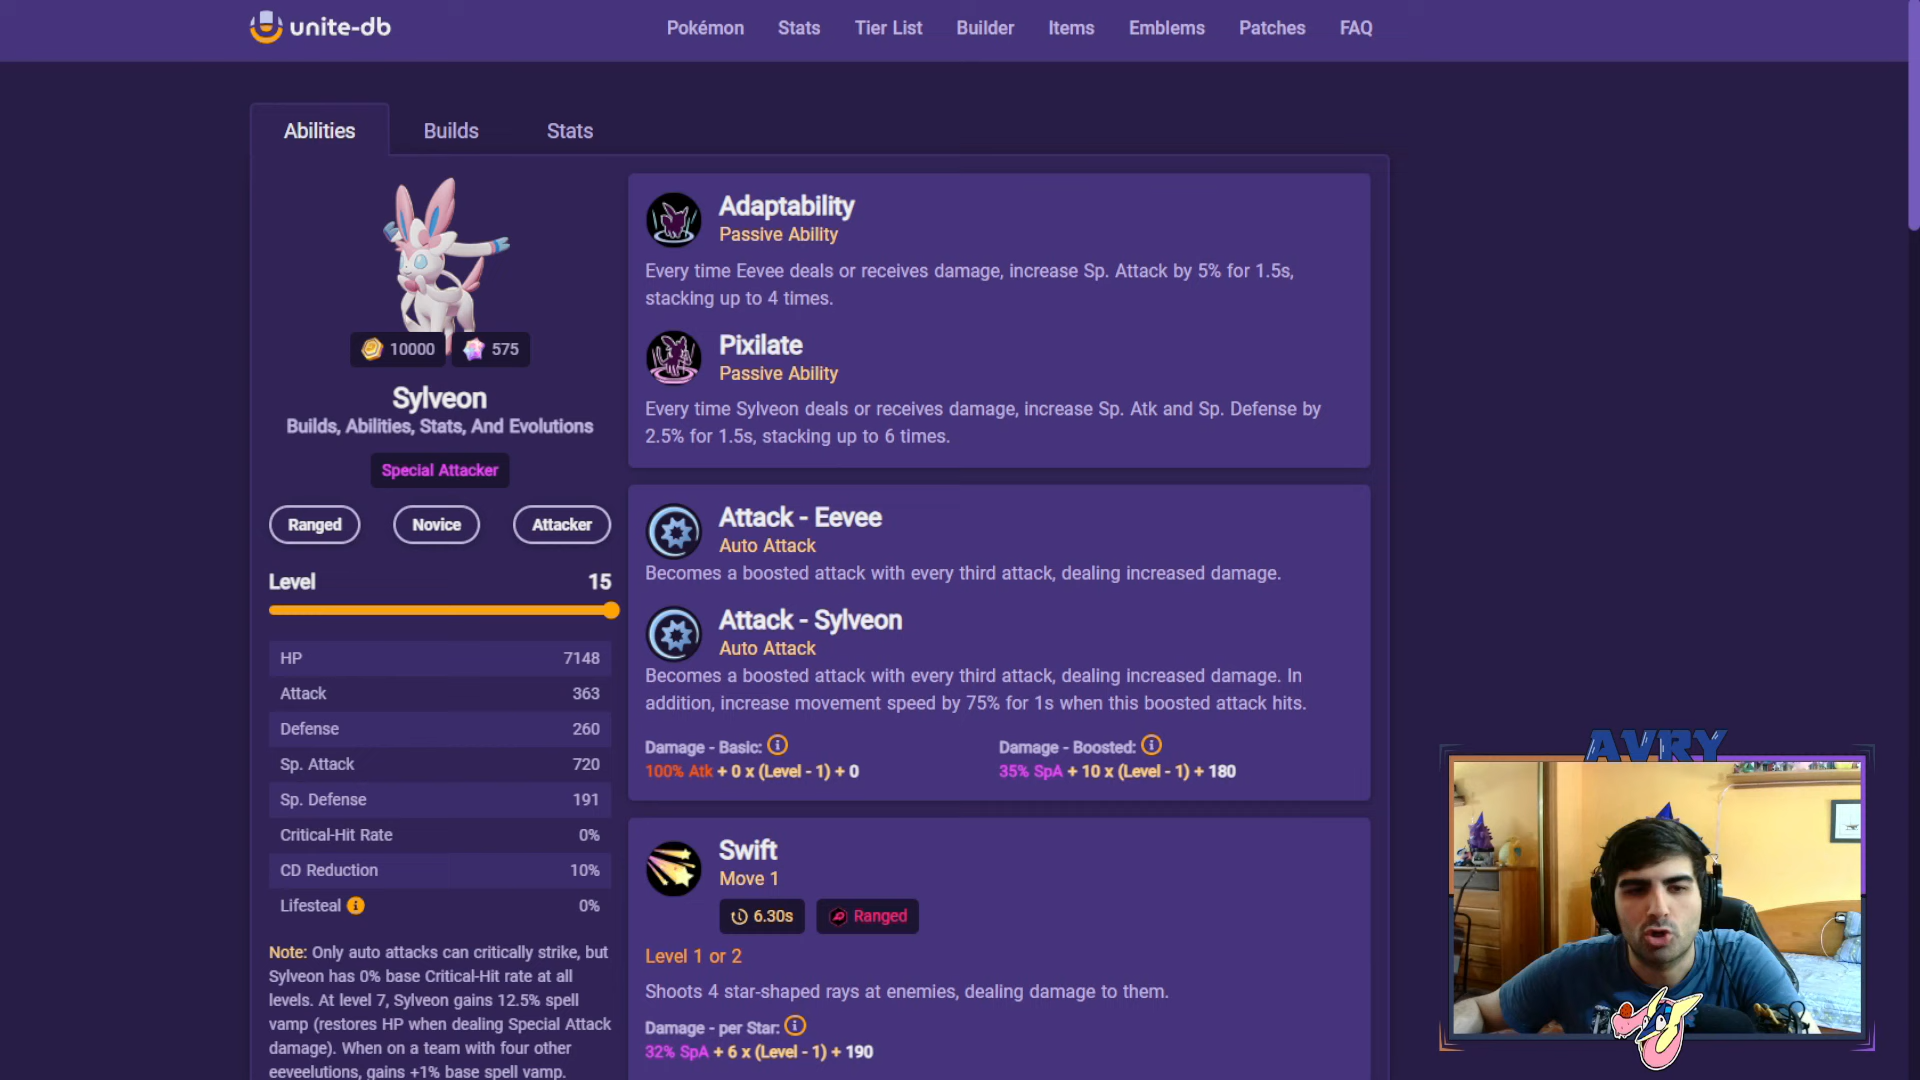 unite-db
Pokémon Stats Tier List Builder Items Emblems Patches FAQ
Abilities Builds Stats
10000 575
Sylveon
Builds, Abilities, Stats, And Evolutions
Special Attacker
Ranged Novice Attacker
Level 15
HP 7148
Attack 363
Defense 260
Sp. Attack 720
Sp. Defense 191
Critical-Hit Rate 0%
CD Reduction 10%
Lifesteal 0%
Note: Only auto attacks can critically strike, but
Sylveon has 0% base Critical-Hit rate at all
levels. At level 7, Sylveon gains 12.5% spell
vamp (restores HP when dealing Special Attack
damage). When on a team with four other
eeveelutions, gains +1% base spell vamp.
Adaptability
Passive Ability
Every time Eevee deals or receives damage, increase Sp. Attack by 5% for 1.5s,
stacking up to 4 times.
Pixilate
Passive Ability
Every time Sylveon deals or receives damage, increase Sp. Atk and Sp. Defense by
2.5% for 1.5s, stacking up to 6 times.
Attack - Eevee
Auto Attack
Becomes a boosted attack with every third attack, dealing increased damage.
Attack - Sylveon
Auto Attack
Becomes a boosted attack with every third attack, dealing increased damage. In
addition, increase movement speed by 75% for 1s when this boosted attack hits.
Damage - Basic: Damage - Boosted:
100% Atk + 0 x (Level - 1) + 0 35% SpA + 10 x (Level - 1) + 180
Swift
Move 1
6.30s Ranged
Level 1 or 2
Shoots 4 star-shaped rays at enemies, dealing damage to them.
Damage - per Star:
32% SpA + 6 x (Level - 1) + 190
AVRY